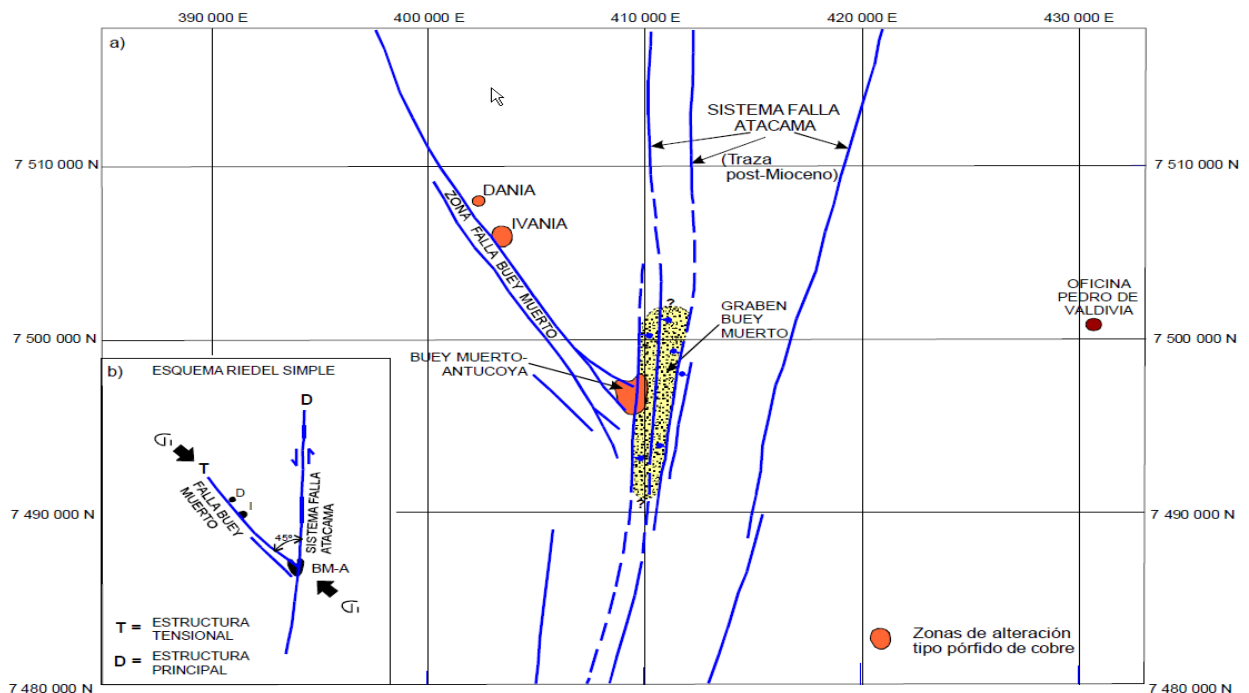 390 000 E
400 000 E
410 000 E
420 000 E
430 000 E
a)
SISTEMA FALLA
ATACAMA
(Traza
post-Mioceno)
7 510 000 N
7 510 000 N
DANIA
IVANIA
ZONA FALLA BUEY MUERTO
OFICINA
PEDRO DE
VALDIVIA
?
GRABEN
BUEY
MUERTO
7 500 000 N
7 500 000 N
BUEY MUERTO-
ANTUCOYA
b)
ESQUEMA RIEDEL SIMPLE
D
T
FALLA BUEY
MUERTO
D
I
SISTEMA FALLA
ATACAMA
45°
BM-A
?
7 490 000 N
7 490 000 N
T = ESTRUCTURA
TENSIONAL
D = ESTRUCTURA
PRINCIPAL
Zonas de alteración
tipo pórfido de cobre
7 480 000 N
7 480 000 N